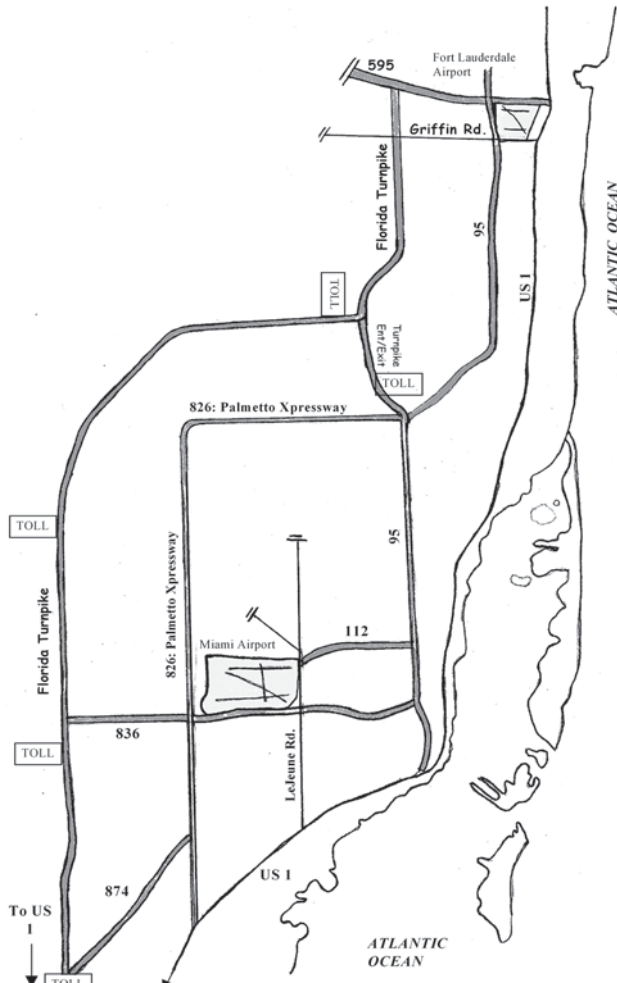 Fort Lauderdale
Airport
595
Griffin Rd.
Florida Turnpike
95
US 1
ATLANTIC OCEAN
TOLL
Turnpike
Ent/Exit
TOLL
826: Palmetto Xpressway
TOLL
95
826: Palmetto Xpressway
Florida Turnpike
112
Miami Airport
836
LeJeune Rd.
TOLL
874
US 1
To US
1
ATLANTIC
OCEAN
TOLL